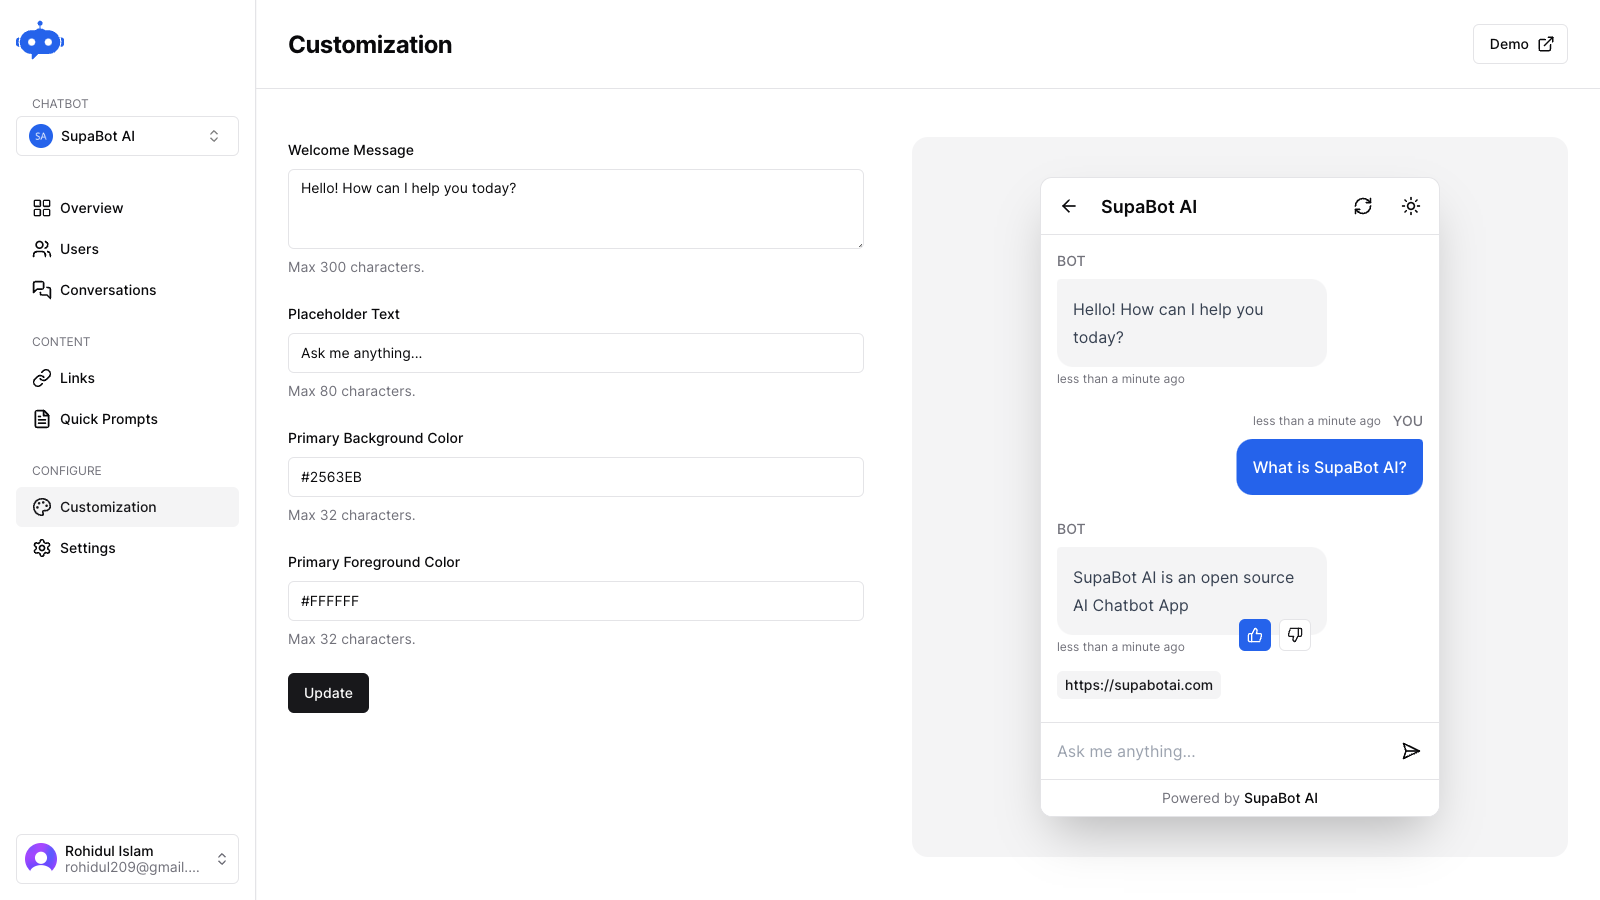 CHATBOT
SA
SupaBot AI
Overview
Users
Conversations
CONTENT
Links
Quick Prompts
CONFIGURE
Customization
Settings
Rohidul Islam
rohidul209@gmail....
Customization
Demo
Welcome Message
Hello! How can I help you today?
Max 300 characters.
Placeholder Text
Ask me anything...
Max 80 characters.
Primary Background Color
#2563EB
Max 32 characters.
Primary Foreground Color
#FFFFFF
Max 32 characters.
Update
SupaBot AI
BOT
Hello! How can I help you
today?
less than a minute ago
less than a minute ago YOU
What is SupaBot AI?
BOT
SupaBot AI is an open source
AI Chatbot App
less than a minute ago
https://supabotai.com
Ask me anything...
Powered by SupaBot AI